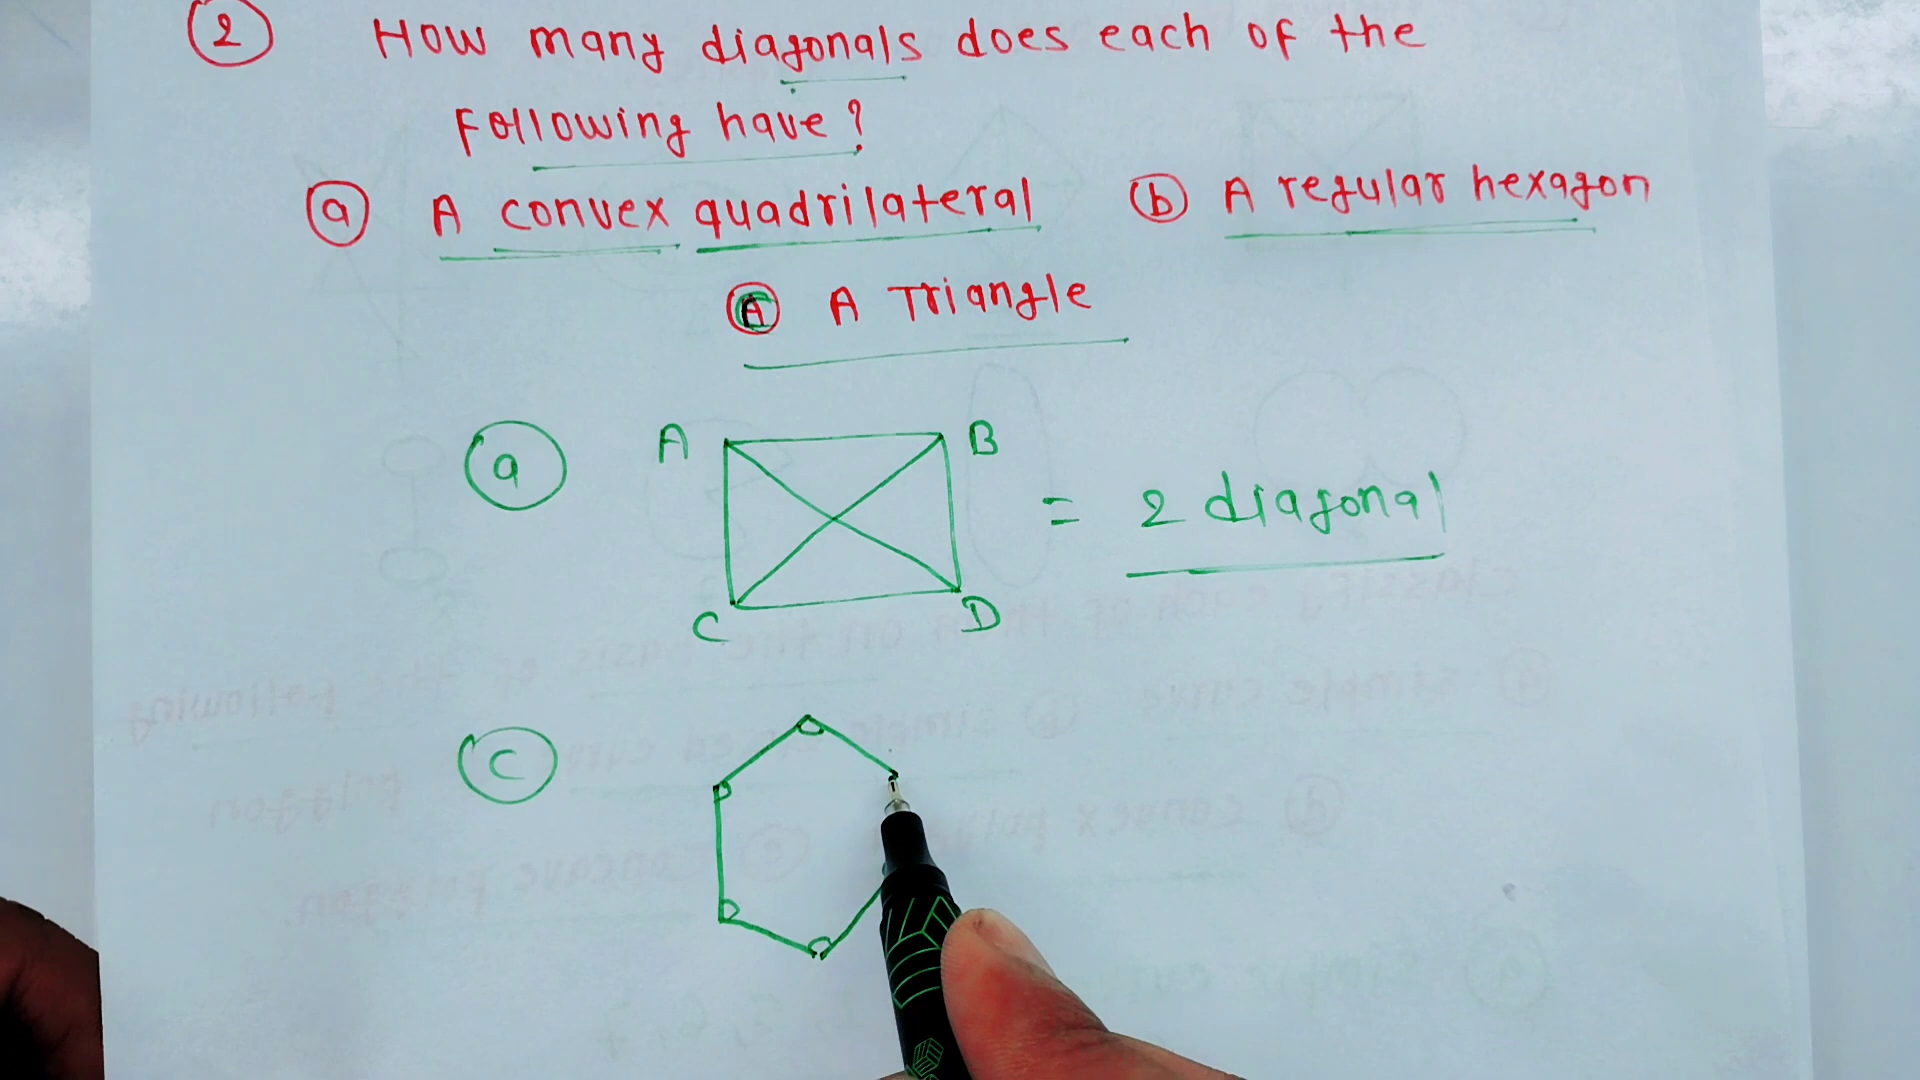 2 How many diagonals does each of the
Following have?
a A convex quadrilateral b A regular hexagon
A Triangle
a A B
= 2 diagonal
C D
C